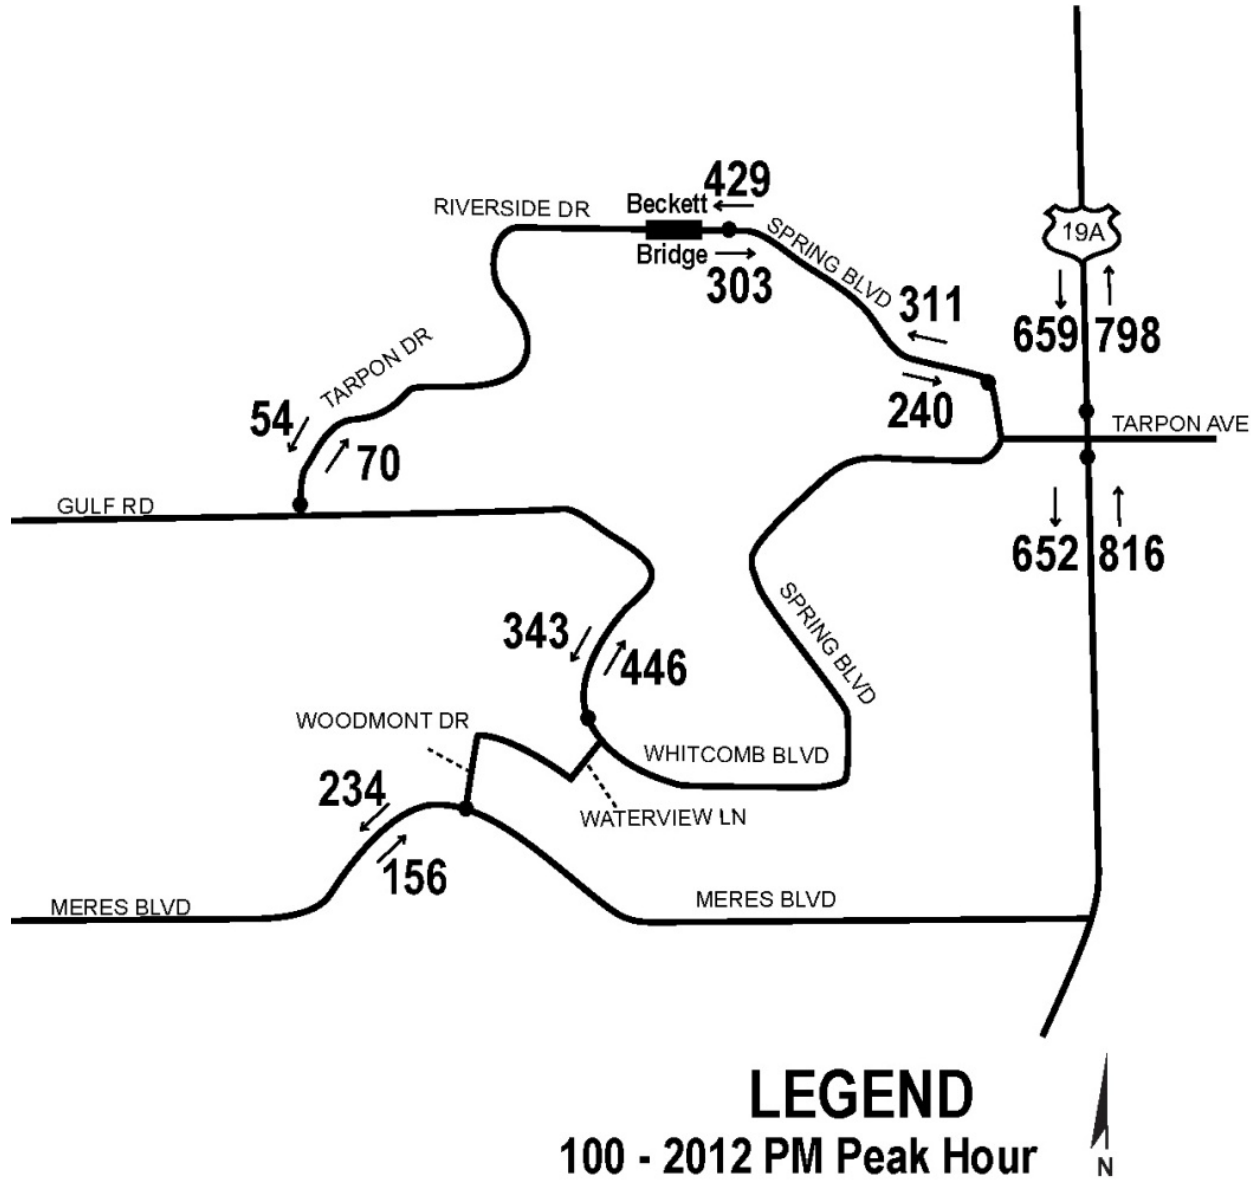 429
RIVERSIDE DR
Beckett
Bridge
303
SPRING BLVD
19A
311
659
798
TARPON DR
240
TARPON AVE
54
70
GULF RD
652
816
343
446
SPRING BLVD
WOODMONT DR
WHITCOMB BLVD
234
WATERVIEW LN
156
MERES BLVD
MERES BLVD
LEGEND
100 - 2012 PM Peak Hour
N